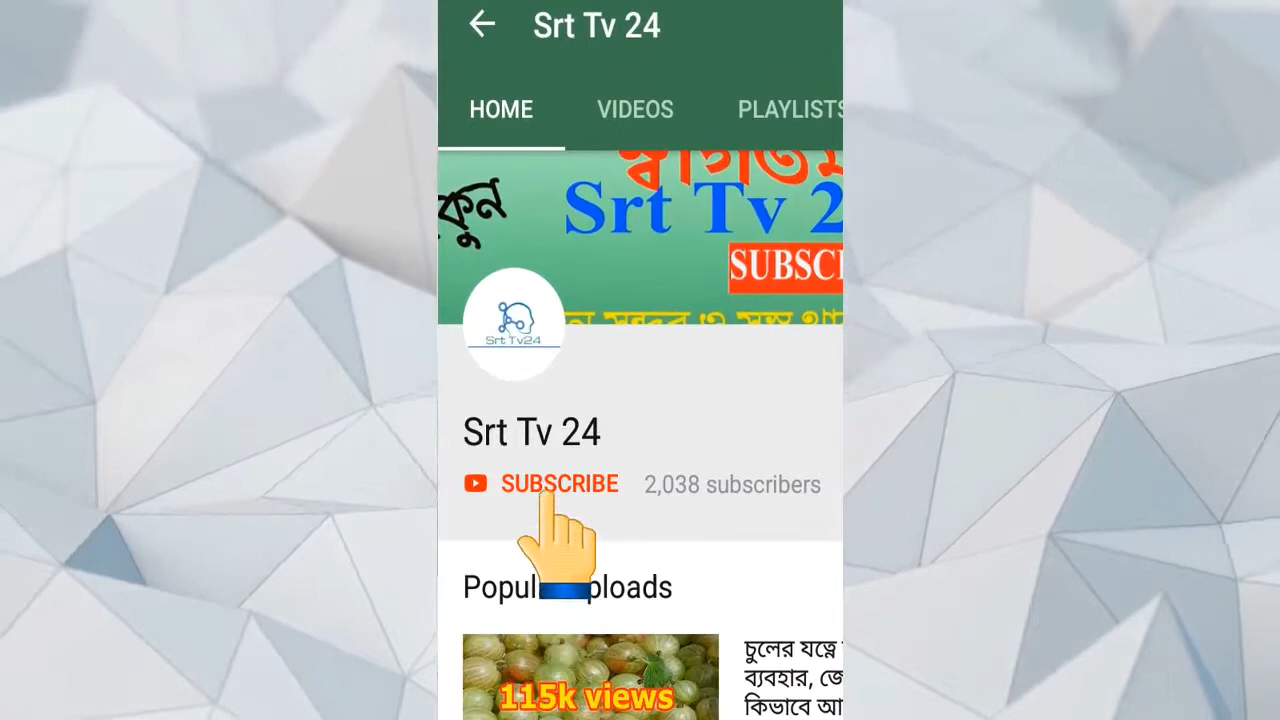 Srt Tv 24
HOME VIDEOS PLAYLISTS
স্বাগতম
Srt Tv 2
SUBSC
Srt Tv24
Srt Tv 24
SUBSCRIBE 2,038 subscribers
Popul ploads
115k views
চুলের যত্নে
ব্যবহার, জে
কিভাবে আ